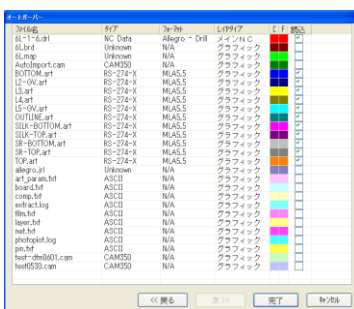 オートガーバー
ファイル名 タイプ フォーマット レイヤタイプ E F 読込
6L-1-6.drl NC Data Allegro - Drill メインNC
6L.brd Unknown N/A グラフィック
6L.map Unknown N/A グラフィック
AutoImport.cam CAM350 N/A グラフィック
BOTTOM.art RS-274-X MLA5.5 グラフィック
L2-GV.art RS-274-X MLA5.5 グラフィック
L3.art RS-274-X MLA5.5 グラフィック
L4.art RS-274-X MLA5.5 グラフィック
L5-GV.art RS-274-X MLA5.5 グラフィック
OUTLINE.art RS-274-X MLA5.5 グラフィック
SILK-BOTTOM.art RS-274-X MLA5.5 グラフィック
SILK-TOP.art RS-274-X MLA5.5 グラフィック
SR-BOTTOM.art RS-274-X MLA5.5 グラフィック
SR-TOP.art RS-274-X MLA5.5 グラフィック
TOP.art RS-274-X MLA5.5 グラフィック
allegro.jrl Unknown N/A グラフィック
art_param.txt ASCII N/A グラフィック
board.txt ASCII N/A グラフィック
comp.txt ASCII N/A グラフィック
extract.log ASCII N/A グラフィック
film.txt ASCII N/A グラフィック
layer.txt ASCII N/A グラフィック
net.txt ASCII N/A グラフィック
photoplot.log ASCII N/A グラフィック
pin.txt ASCII N/A グラフィック
test-dfm0601.cam CAM350 N/A グラフィック
test0530.cam CAM350 N/A グラフィック
<< 戻る 次 >> 完了 キャンセル